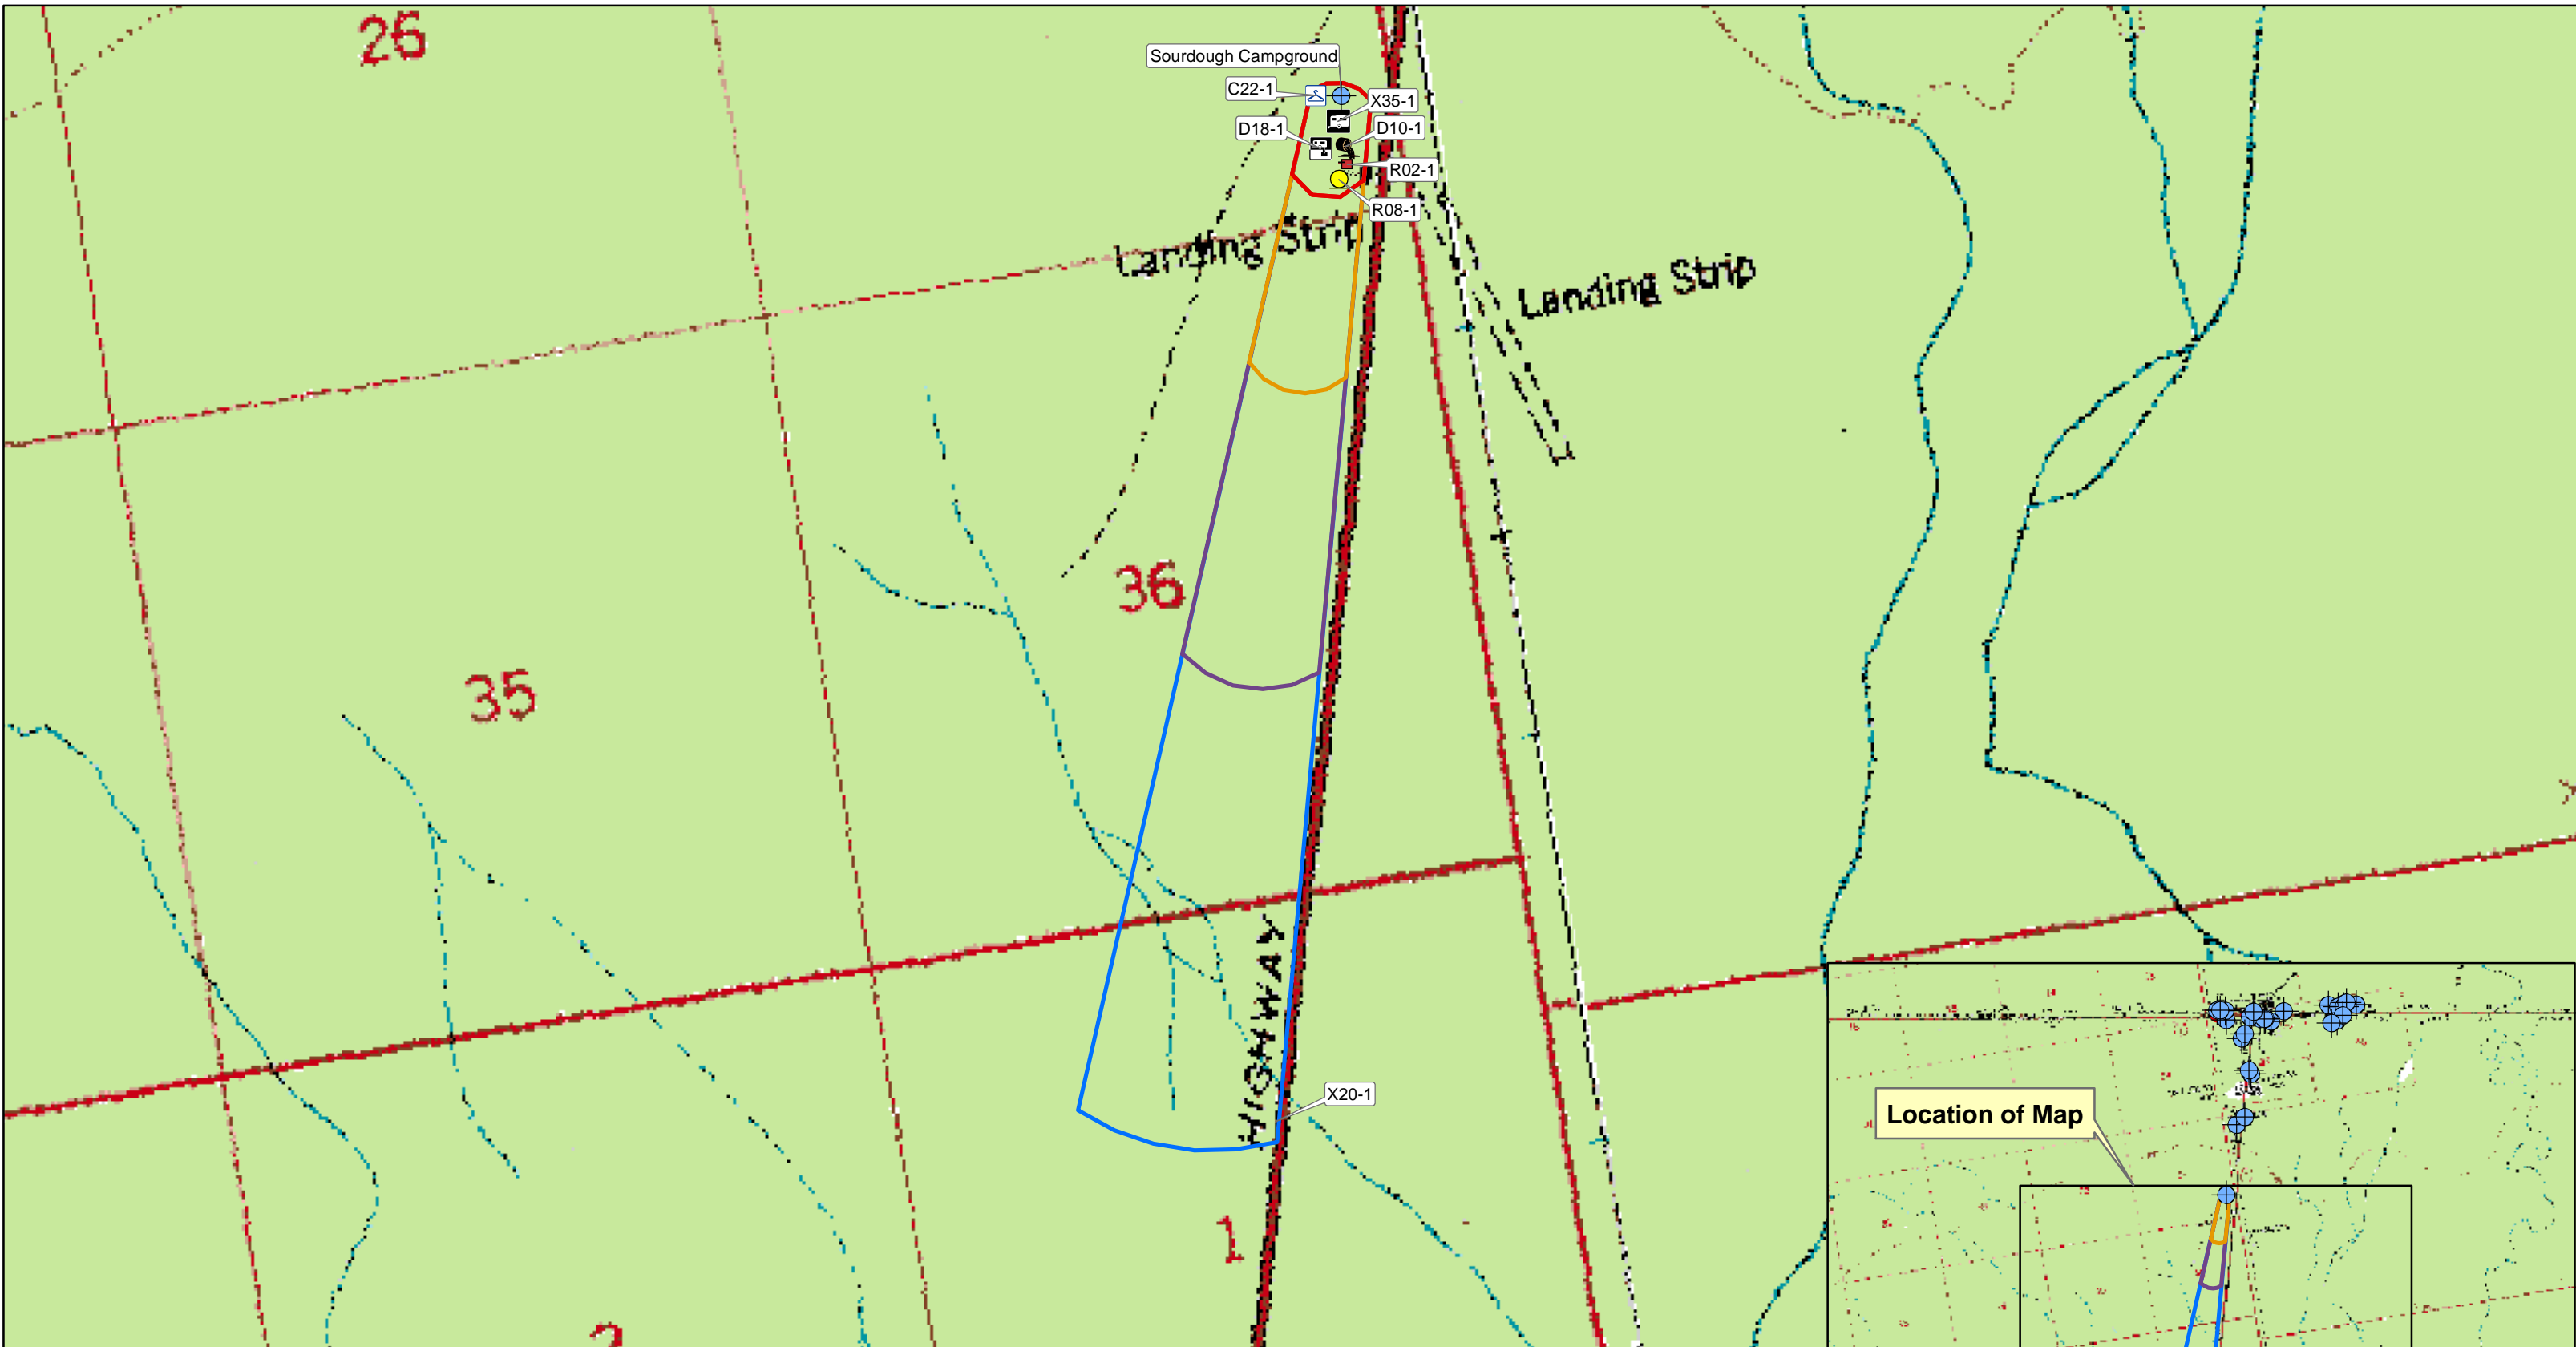 26
Sourdough Campground
C22-1
X35-1
D18-1
D10-1
R02-1
R08-1
Landing Strip
Landing Strip
36
35
HIGHWAY
X20-1
1
Location of Map